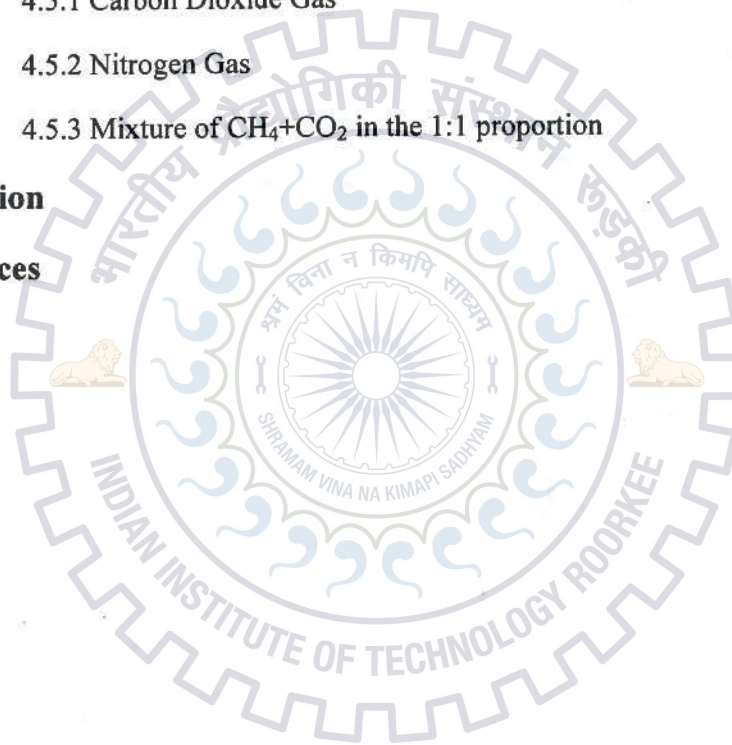 4.5.1 Carbon Dioxide Gas
4.5.2 Nitrogen Gas
4.5.3 Mixture of CH₄+CO₂ in the 1:1 proportion
ion
ces
भारतीय प्रौद्योगिकी संस्थान रुड़की
श्रमं विना न किमपि साध्यम्
SHRAMAM VINA NA KIMAPI SADHYAM
INDIAN INSTITUTE OF TECHNOLOGY ROORKEE